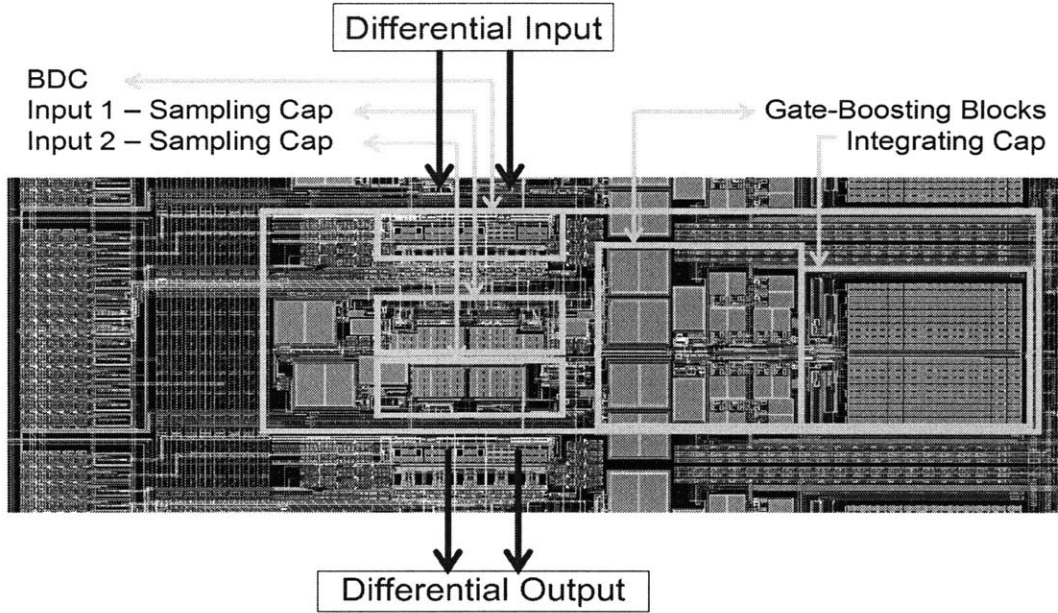 Differential Input
BDC
Input 1 – Sampling Cap
Input 2 – Sampling Cap
Gate-Boosting Blocks
Integrating Cap
Differential Output